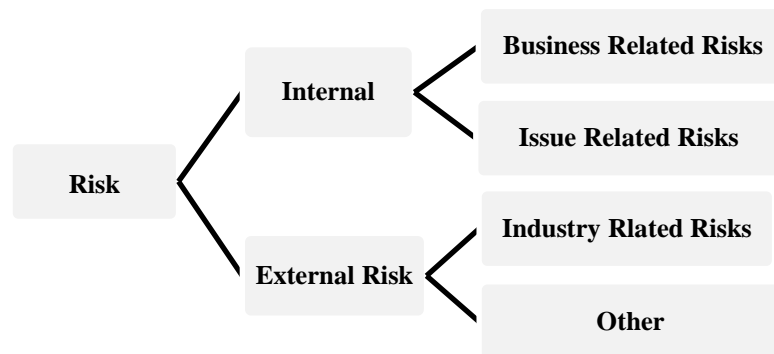 Business Related Risks
Internal
Issue Related Risks
Risk
Industry Rlated Risks
External Risk
Other